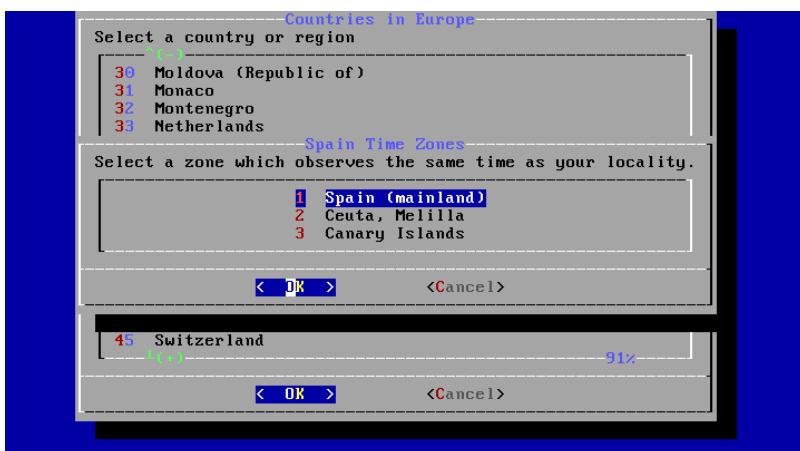 Countries in Europe
Select a country or region
^(-)
30 Moldova (Republic of)
31 Monaco
32 Montenegro
33 Netherlands
Spain Time Zones
Select a zone which observes the same time as your locality.
1 Spain (mainland)
2 Ceuta, Melilla
3 Canary Islands
< OK > <Cancel>
45 Switzerland
(+) 91%
< OK > <Cancel>